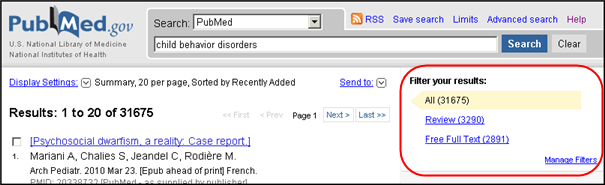 PubMed.gov
U.S. National Library of Medicine
National Institutes of Health
Search: PubMed
RSS Save search Limits Advanced search Help
child behavior disorders
Search Clear
Display Settings: Summary, 20 per page, Sorted by Recently Added Send to:
Results: 1 to 20 of 31675
<< First < Prev Page 1 Next > Last >>
[Psychosocial dwarfism, a reality: Case report.]
1. Mariani A, Chalies S, Jeandel C, Rodière M.
Arch Pediatr. 2010 Mar 23. [Epub ahead of print] French.
PMID: 20338732 [PubMed - as supplied by publisher]
Filter your results:
All (31675)
Review (3290)
Free Full Text (2891)
Manage Filters